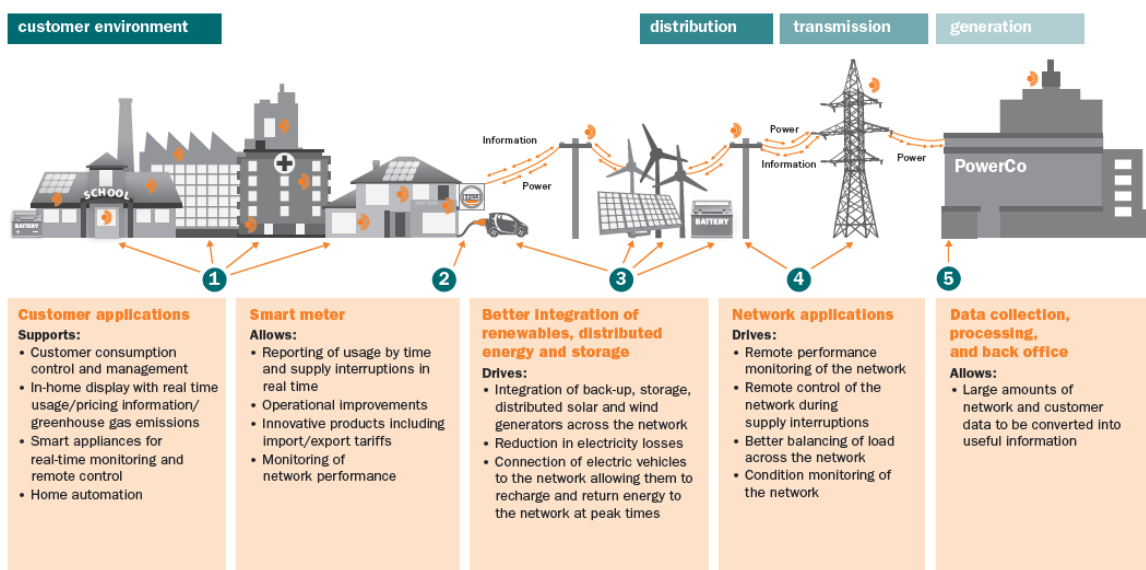 customer environment
distribution
transmission
generation
Information
Power
Power
Information
Power
PowerCo
SCHOOL
BATTERY
BATTERY
1
2
3
4
5
Customer applications
Supports:
• Customer consumption
control and management
• In-home display with real time
usage/pricing information/
greenhouse gas emissions
• Smart appliances for
real-time monitoring and
remote control
• Home automation
Smart meter
Allows:
• Reporting of usage by time
and supply interruptions in
real time
• Operational improvements
• Innovative products including
import/export tariffs
• Monitoring of
network performance
Better integration of
renewables, distributed
energy and storage
Drives:
• Integration of back-up, storage,
distributed solar and wind
generators across the network
• Reduction in electricity losses
• Connection of electric vehicles
to the network allowing them to
recharge and return energy to
the network at peak times
Network applications
Drives:
• Remote performance
monitoring of the network
• Remote control of the
network during
supply interruptions
• Better balancing of load
across the network
• Condition monitoring of
the network
Data collection,
processing,
and back office
Allows:
• Large amounts of
network and customer
data to be converted into
useful information